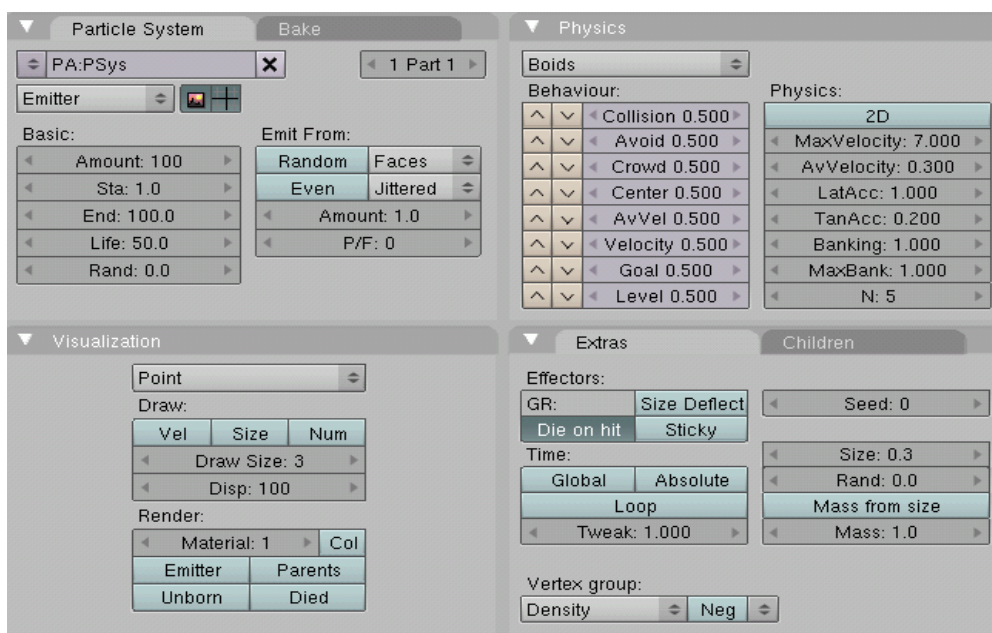 Particle System
Bake
PA:PSys
1 Part 1
Emitter
Basic:
Amount: 100
Sta: 1.0
End: 100.0
Life: 50.0
Rand: 0.0
Emit From:
Random
Faces
Even
Jittered
Amount: 1.0
P/F: 0
Physics
Boids
Behaviour:
Collision 0.500
Avoid 0.500
Crowd 0.500
Center 0.500
AvVel 0.500
Velocity 0.500
Goal 0.500
Level 0.500
Physics:
2D
MaxVelocity: 7.000
AvVelocity: 0.300
LatAcc: 1.000
TanAcc: 0.200
Banking: 1.000
MaxBank: 1.000
N: 5
Visualization
Point
Draw:
Vel
Size
Num
Draw Size: 3
Disp: 100
Render:
Material: 1
Col
Emitter
Parents
Unborn
Died
Extras
Children
Effectors:
GR:
Size Deflect
Die on hit
Sticky
Time:
Global
Absolute
Loop
Tweak: 1.000
Seed: 0
Size: 0.3
Rand: 0.0
Mass from size
Mass: 1.0
Vertex group:
Density
Neg